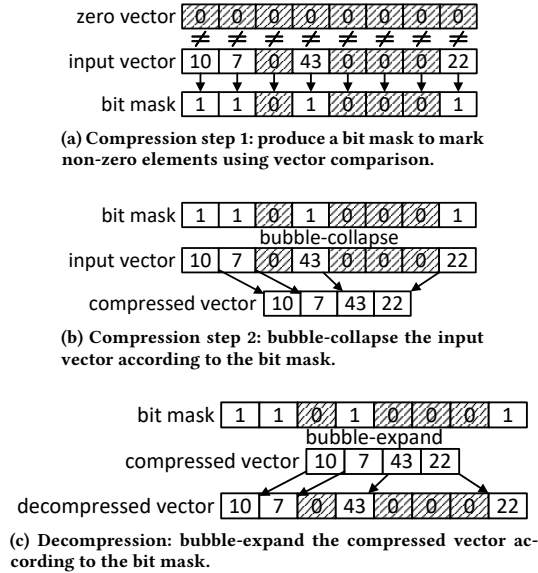 zero vector 0 0 0 0 0 0 0 0
≠ ≠ ≠ ≠ ≠ ≠ ≠ ≠
input vector 10 7 0 43 0 0 0 22
bit mask 1 1 0 1 0 0 0 1
(a) Compression step 1: produce a bit mask to mark
non-zero elements using vector comparison.
bit mask 1 1 0 1 0 0 0 1
bubble-collapse
input vector 10 7 0 43 0 0 0 22
compressed vector 10 7 43 22
(b) Compression step 2: bubble-collapse the input
vector according to the bit mask.
bit mask 1 1 0 1 0 0 0 1
bubble-expand
compressed vector 10 7 43 22
decompressed vector 10 7 0 43 0 0 0 22
(c) Decompression: bubble-expand the compressed vector ac-
cording to the bit mask.